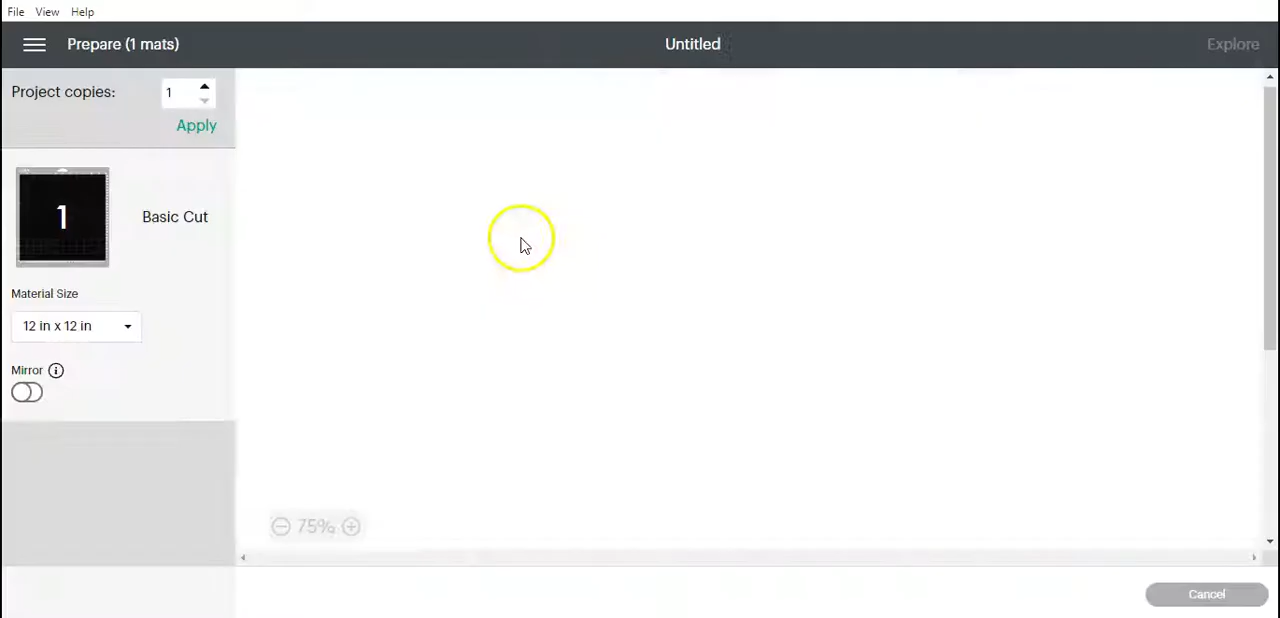 File View Help
Prepare (1 mats) Untitled Explore
Project copies: 1
Apply
1 Basic Cut
Material Size
12 in x 12 in
Mirror
75%
Cancel